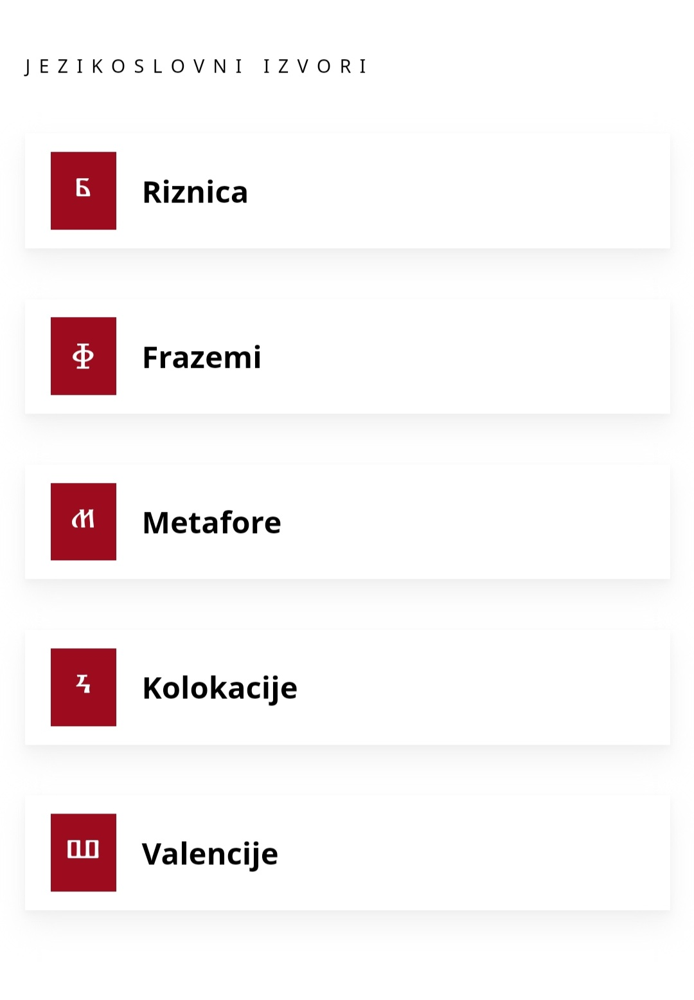 JEZIKOSLOVNI IZVORI
Ⱃ Riznica
Ⱇ Frazemi
Ⱞ Metafore
Ⰽ Kolokacije
Ⰲ Valencije